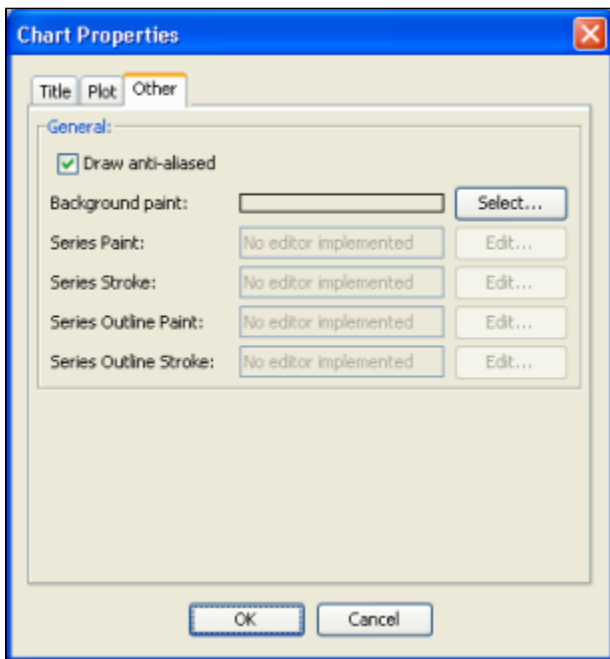 Chart Properties
Title Plot Other
General:
Draw anti-aliased
Background paint: Select...
Series Paint: No editor implemented Edit...
Series Stroke: No editor implemented Edit...
Series Outline Paint: No editor implemented Edit...
Series Outline Stroke: No editor implemented Edit...
OK Cancel